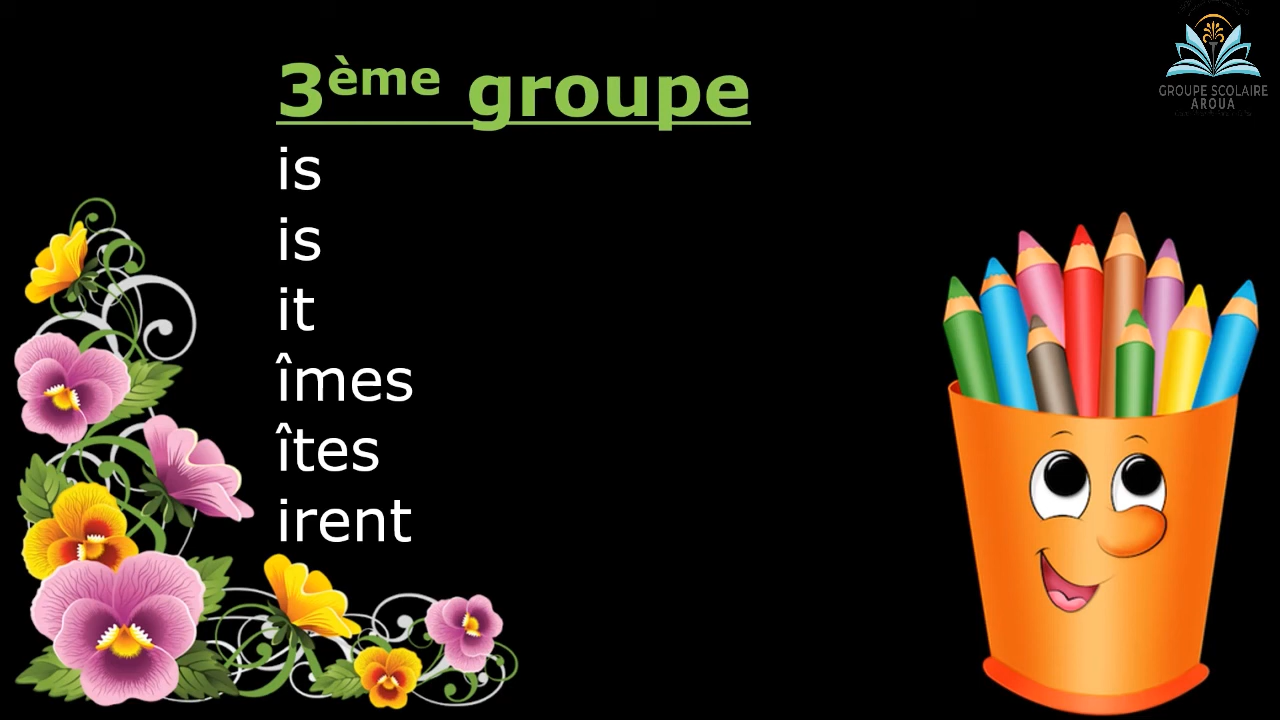 3ème groupe
is
is
it
îmes
îtes
irent
GROUPE SCOLAIRE
AROUA